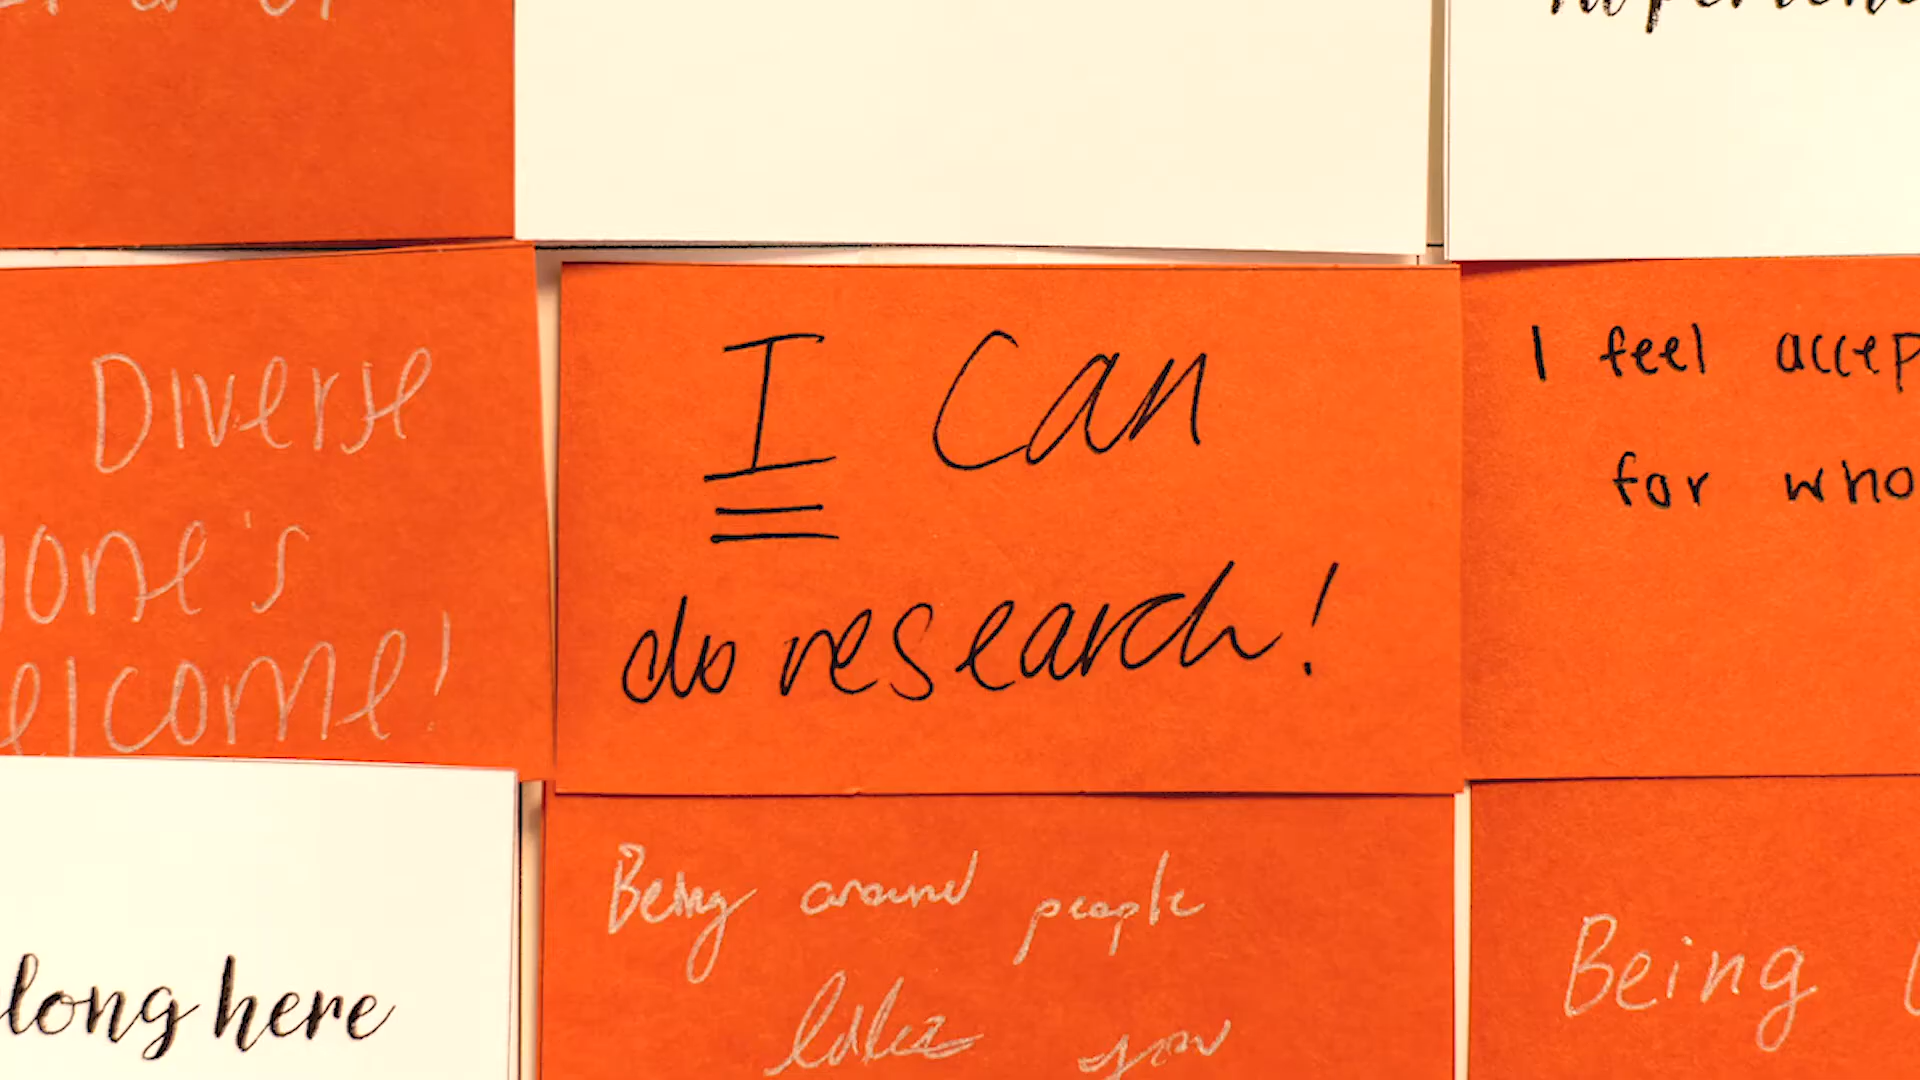 Diverse
one's
elcome!
I Can
do research!
I feel accep
for who
long here
Being around people
like you
Being